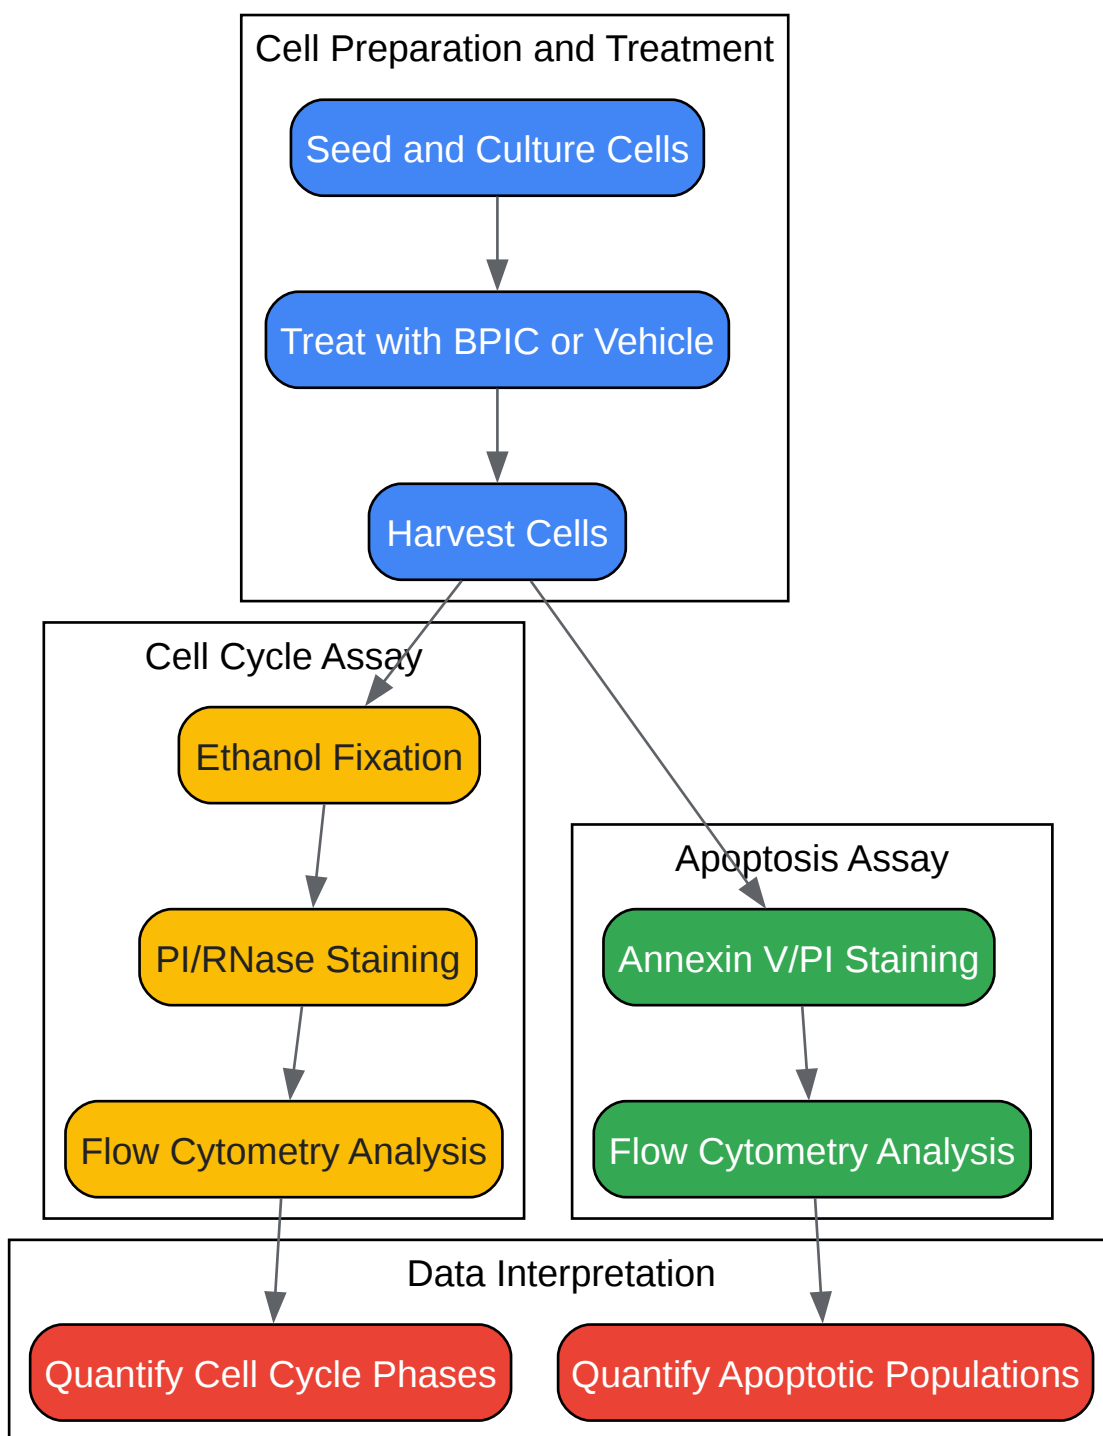 Cell Preparation and Treatment
Seed and Culture Cells
Treat with BPIC or Vehicle
Harvest Cells
Cell Cycle Assay
Ethanol Fixation
PI/RNase Staining
Flow Cytometry Analysis
Apoptosis Assay
Annexin V/PI Staining
Flow Cytometry Analysis
Data Interpretation
Quantify Cell Cycle Phases
Quantify Apoptotic Populations